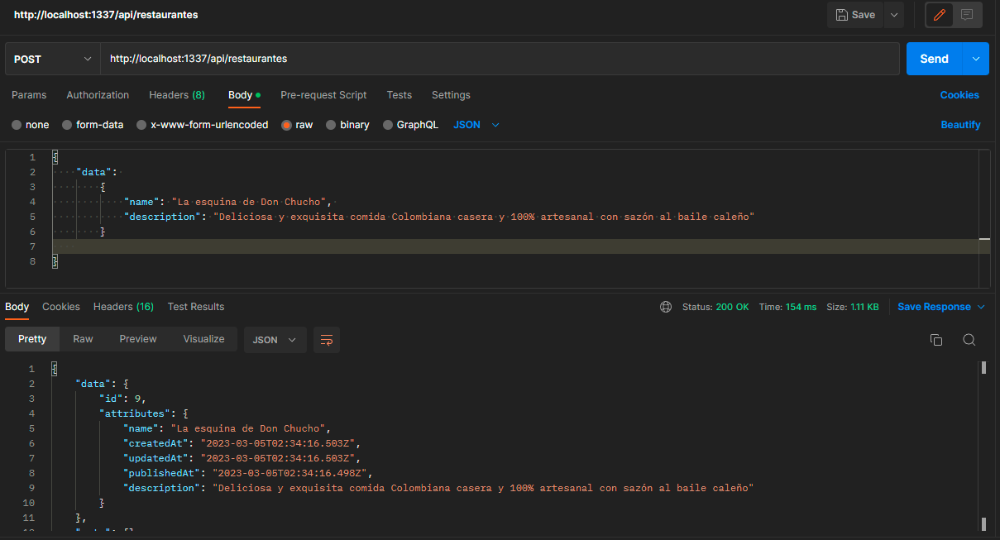 http://localhost:1337/api/restaurantes Save
POST http://localhost:1337/api/restaurantes Send
Params Authorization Headers (8) Body Pre-request Script Tests Settings Cookies
none form-data x-www-form-urlencoded raw binary GraphQL JSON Beautify
1 {
2 "data":
3 {
4 "name": "La esquina de Don Chucho",
5 "description": "Deliciosa y exquisita comida Colombiana casera y 100% artesanal con sazón al baile caleño"
6 }
7
8 }
Body Cookies Headers (16) Test Results Status: 200 OK Time: 154 ms Size: 1.11 KB Save Response
Pretty Raw Preview Visualize JSON
1 {
2 "data": {
3 "id": 9,
4 "attributes": {
5 "name": "La esquina de Don Chucho",
6 "createdAt": "2023-03-05T02:34:16.503Z",
7 "updatedAt": "2023-03-05T02:34:16.503Z",
8 "publishedAt": "2023-03-05T02:34:16.498Z",
9 "description": "Deliciosa y exquisita comida Colombiana casera y 100% artesanal con sazón al baile caleño"
10 }
11 },